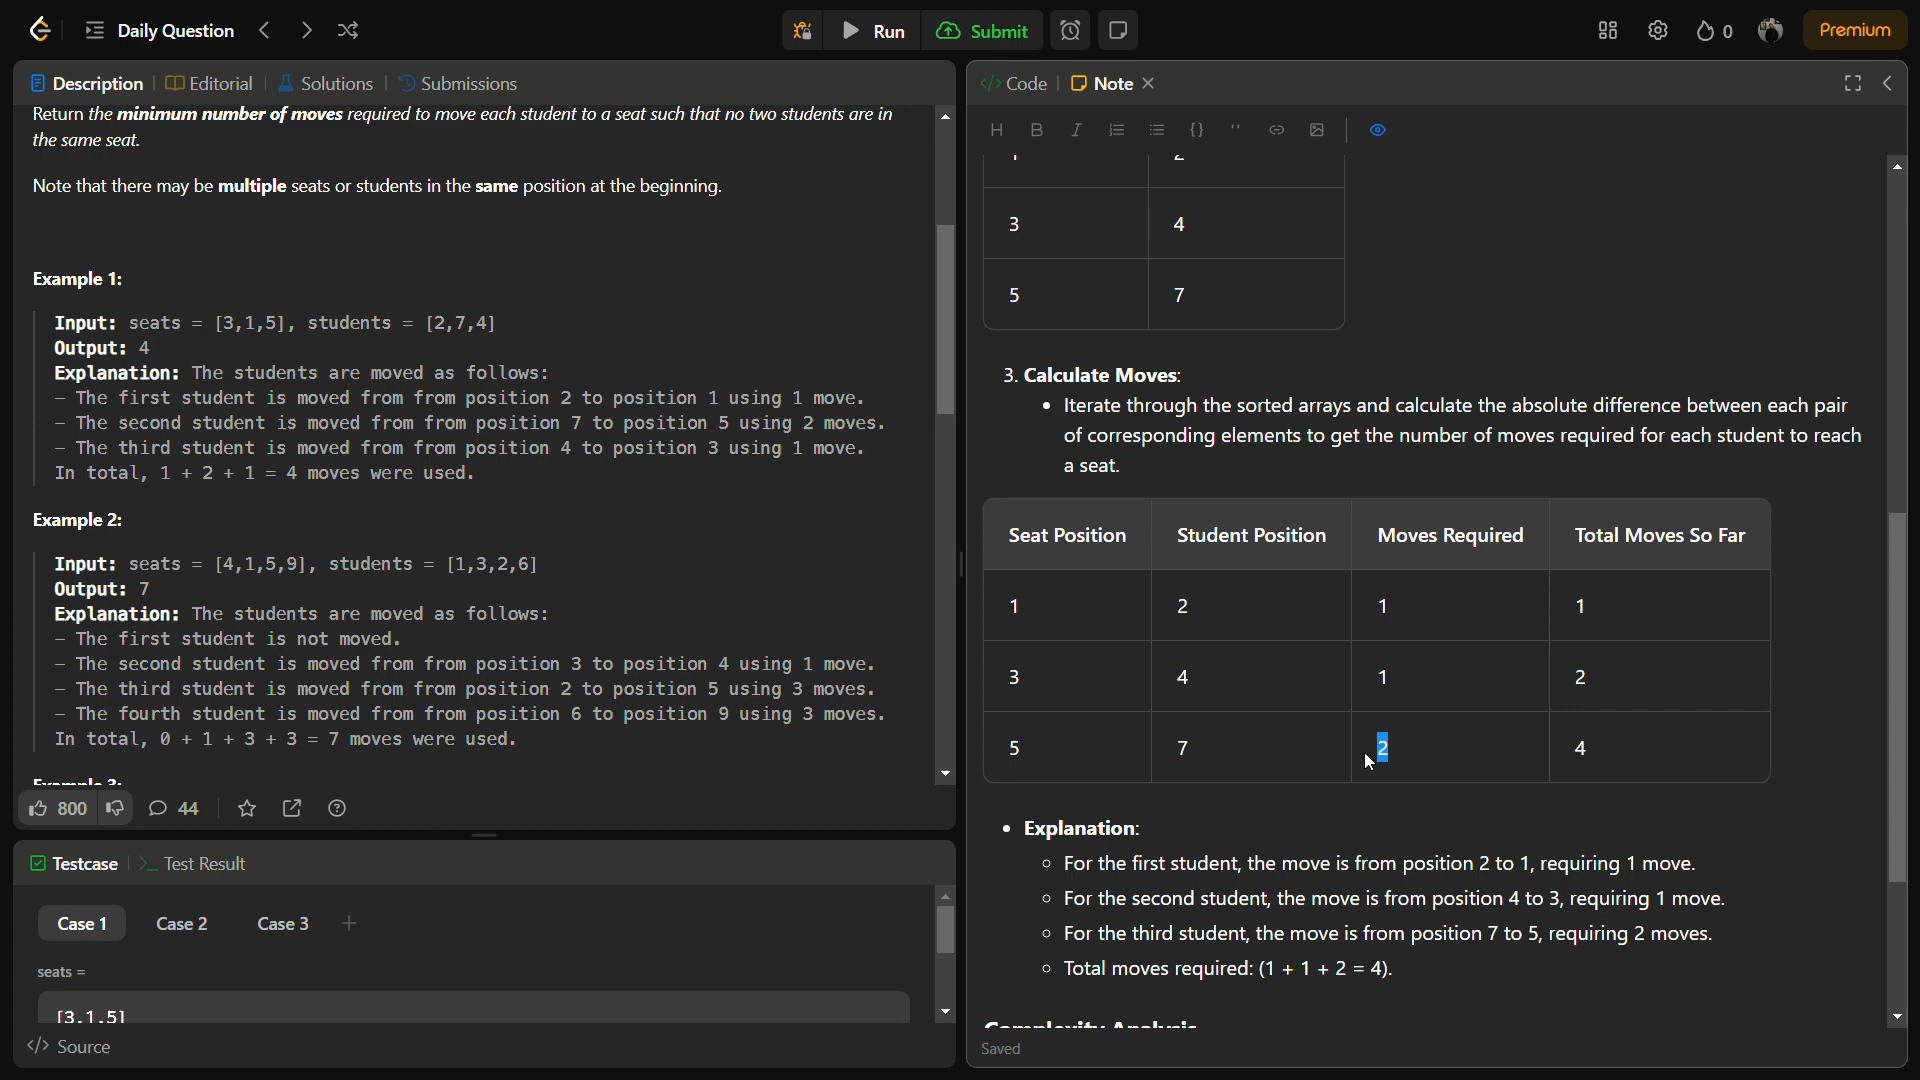 Daily Question
Run
Submit
0
Premium
Description
Editorial
Solutions
Submissions
Return the minimum number of moves required to move each student to a seat such that no two students are in
the same seat.
Note that there may be multiple seats or students in the same position at the beginning.
Example 1:
Input: seats = [3,1,5], students = [2,7,4]
Output: 4
Explanation: The students are moved as follows:
- The first student is moved from from position 2 to position 1 using 1 move.
- The second student is moved from from position 7 to position 5 using 2 moves.
- The third student is moved from from position 4 to position 3 using 1 move.
In total, 1 + 2 + 1 = 4 moves were used.
Example 2:
Input: seats = [4,1,5,9], students = [1,3,2,6]
Output: 7
Explanation: The students are moved as follows:
- The first student is not moved.
- The second student is moved from from position 3 to position 4 using 1 move.
- The third student is moved from from position 2 to position 5 using 3 moves.
- The fourth student is moved from from position 6 to position 9 using 3 moves.
In total, 0 + 1 + 3 + 3 = 7 moves were used.
Example 3:
800
44
Testcase
>_ Test Result
Case 1
Case 2
Case 3
+
seats =
[3,1,5]
</> Source
</> Code
Note
H B I {} "
1 2
3 4
5 7
3. Calculate Moves:
• Iterate through the sorted arrays and calculate the absolute difference between each pair
of corresponding elements to get the number of moves required for each student to reach
a seat.
Seat Position Student Position Moves Required Total Moves So Far
1 2 1 1
3 4 1 2
5 7 2 4
• Explanation:
○ For the first student, the move is from position 2 to 1, requiring 1 move.
○ For the second student, the move is from position 4 to 3, requiring 1 move.
○ For the third student, the move is from position 7 to 5, requiring 2 moves.
○ Total moves required: (1 + 1 + 2 = 4).
Complexity Analysis
Saved